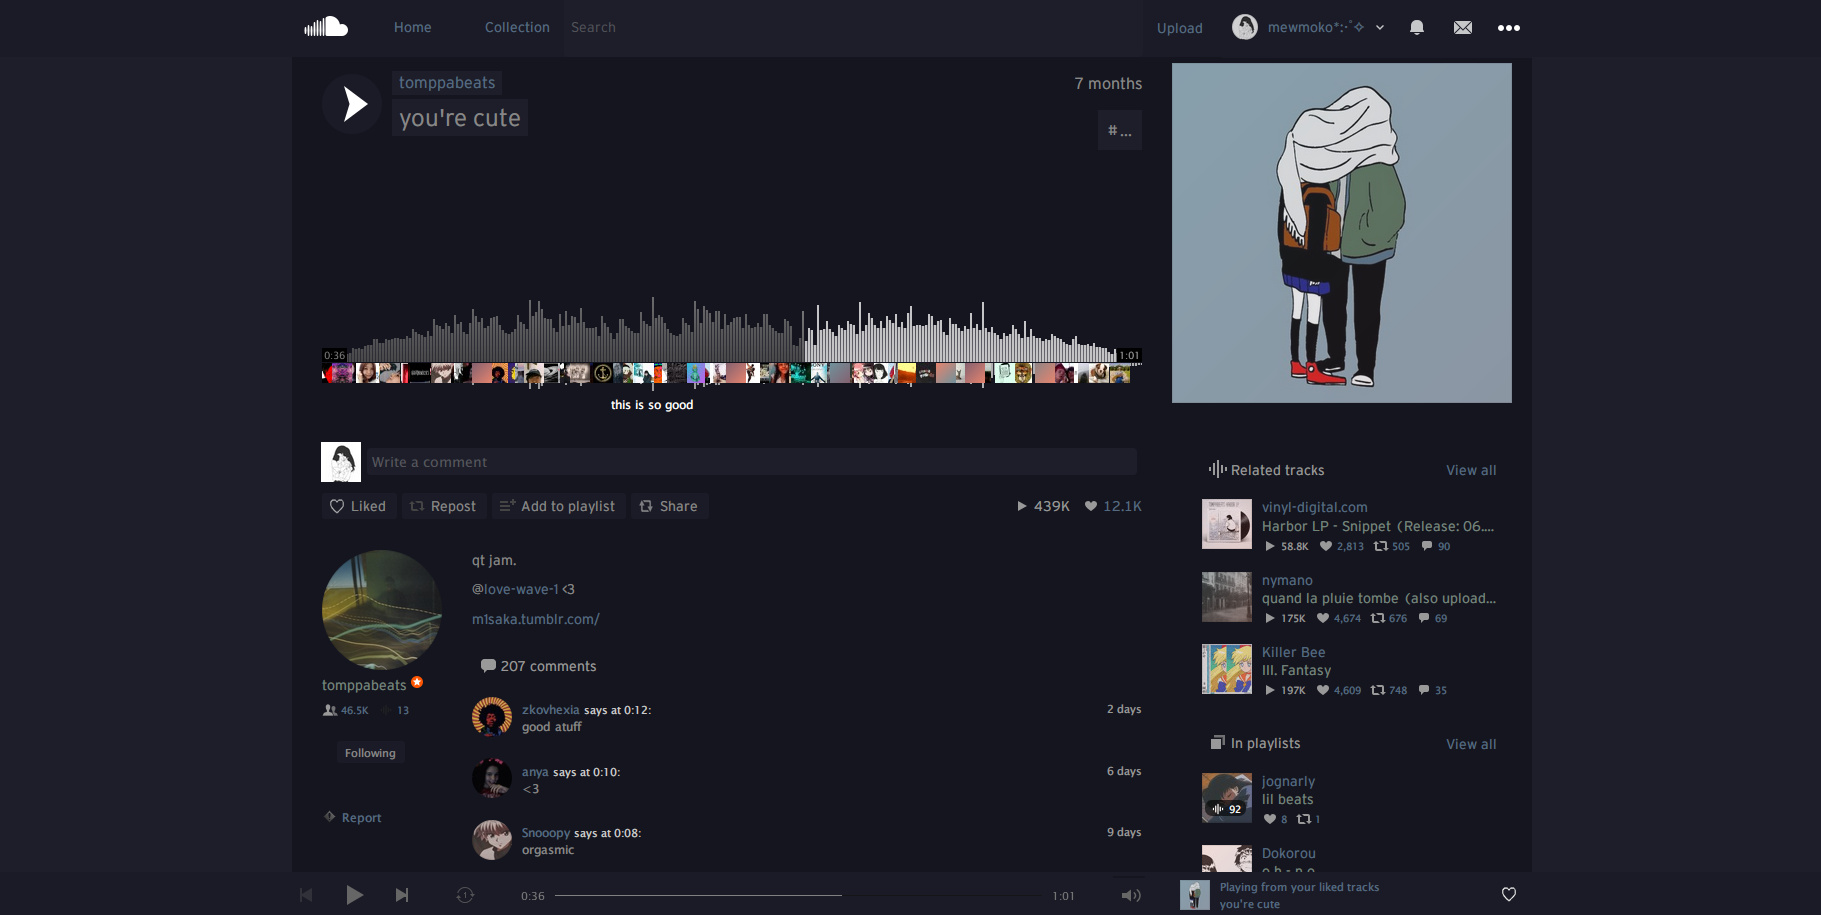 Home
Collection
Search
Upload
mewmoko*:･ﾟ✧
tomppabeats
you're cute
7 months
# ...
0:36
1:01
this is so good
Write a comment
Liked
Repost
Add to playlist
Share
439K
12.1K
qt jam.
@love-wave-1 <3
m1saka.tumblr.com/
tomppabeats
46.5K
13
Following
Report
207 comments
zkovhexia says at 0:12:
good atuff
2 days
anya says at 0:10:
<3
6 days
Snooopy says at 0:08:
orgasmic
9 days
Related tracks
View all
vinyl-digital.com
Harbor LP - Snippet (Release: 06....
58.8K 2,813 505 90
nymano
quand la pluie tombe (also upload...
175K 4,674 676 69
Killer Bee
III. Fantasy
197K 4,609 748 35
In playlists
View all
jognarly
lil beats
92
8 1
Dokorou
0:36
1:01
Playing from your liked tracks
you're cute